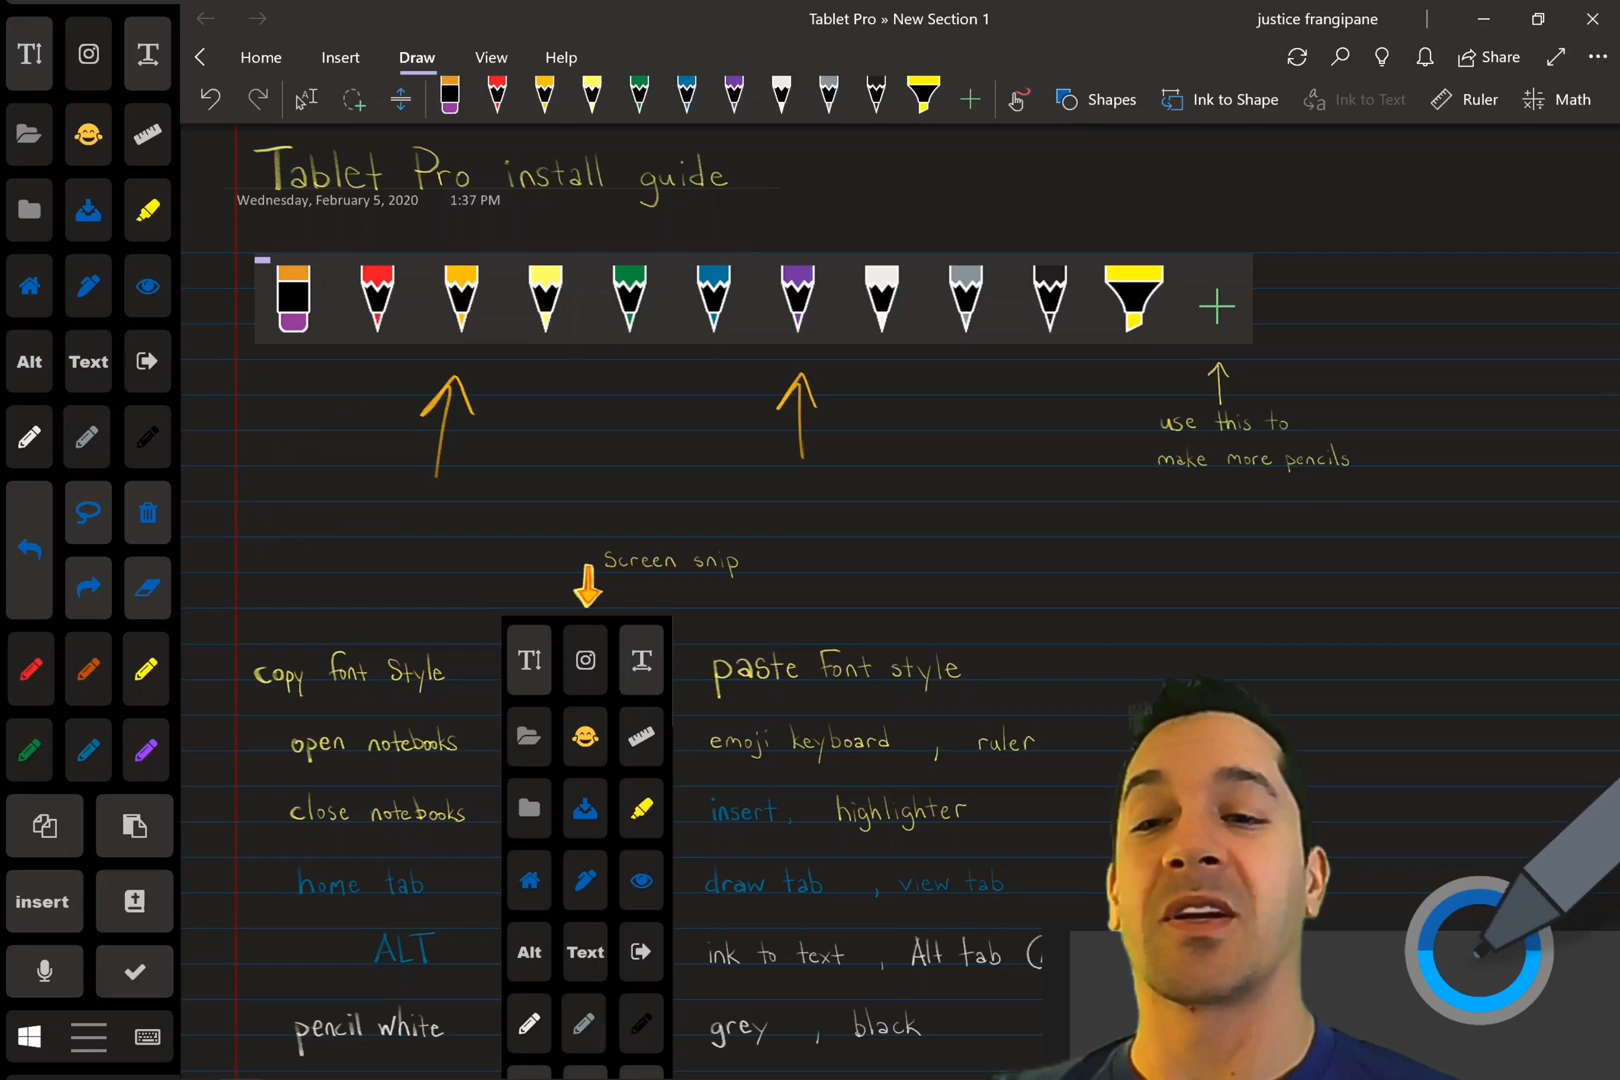 Tablet Pro » New Section 1
justice frangipane
Home
Insert
Draw
View
Help
Share
Shapes
Ink to Shape
Ink to Text
Ruler
Math
Tablet Pro install guide
Wednesday, February 5, 2020
1:37 PM
Alt
Text
insert
use this to
make more pencils
Screen snip
copy font Style
paste font style
open notebooks
emoji keyboard , ruler
close notebooks
insert, highlighter
home tab
draw tab , view tab
ALT
Alt
Text
ink to text , Alt tab (
pencil white
grey , black